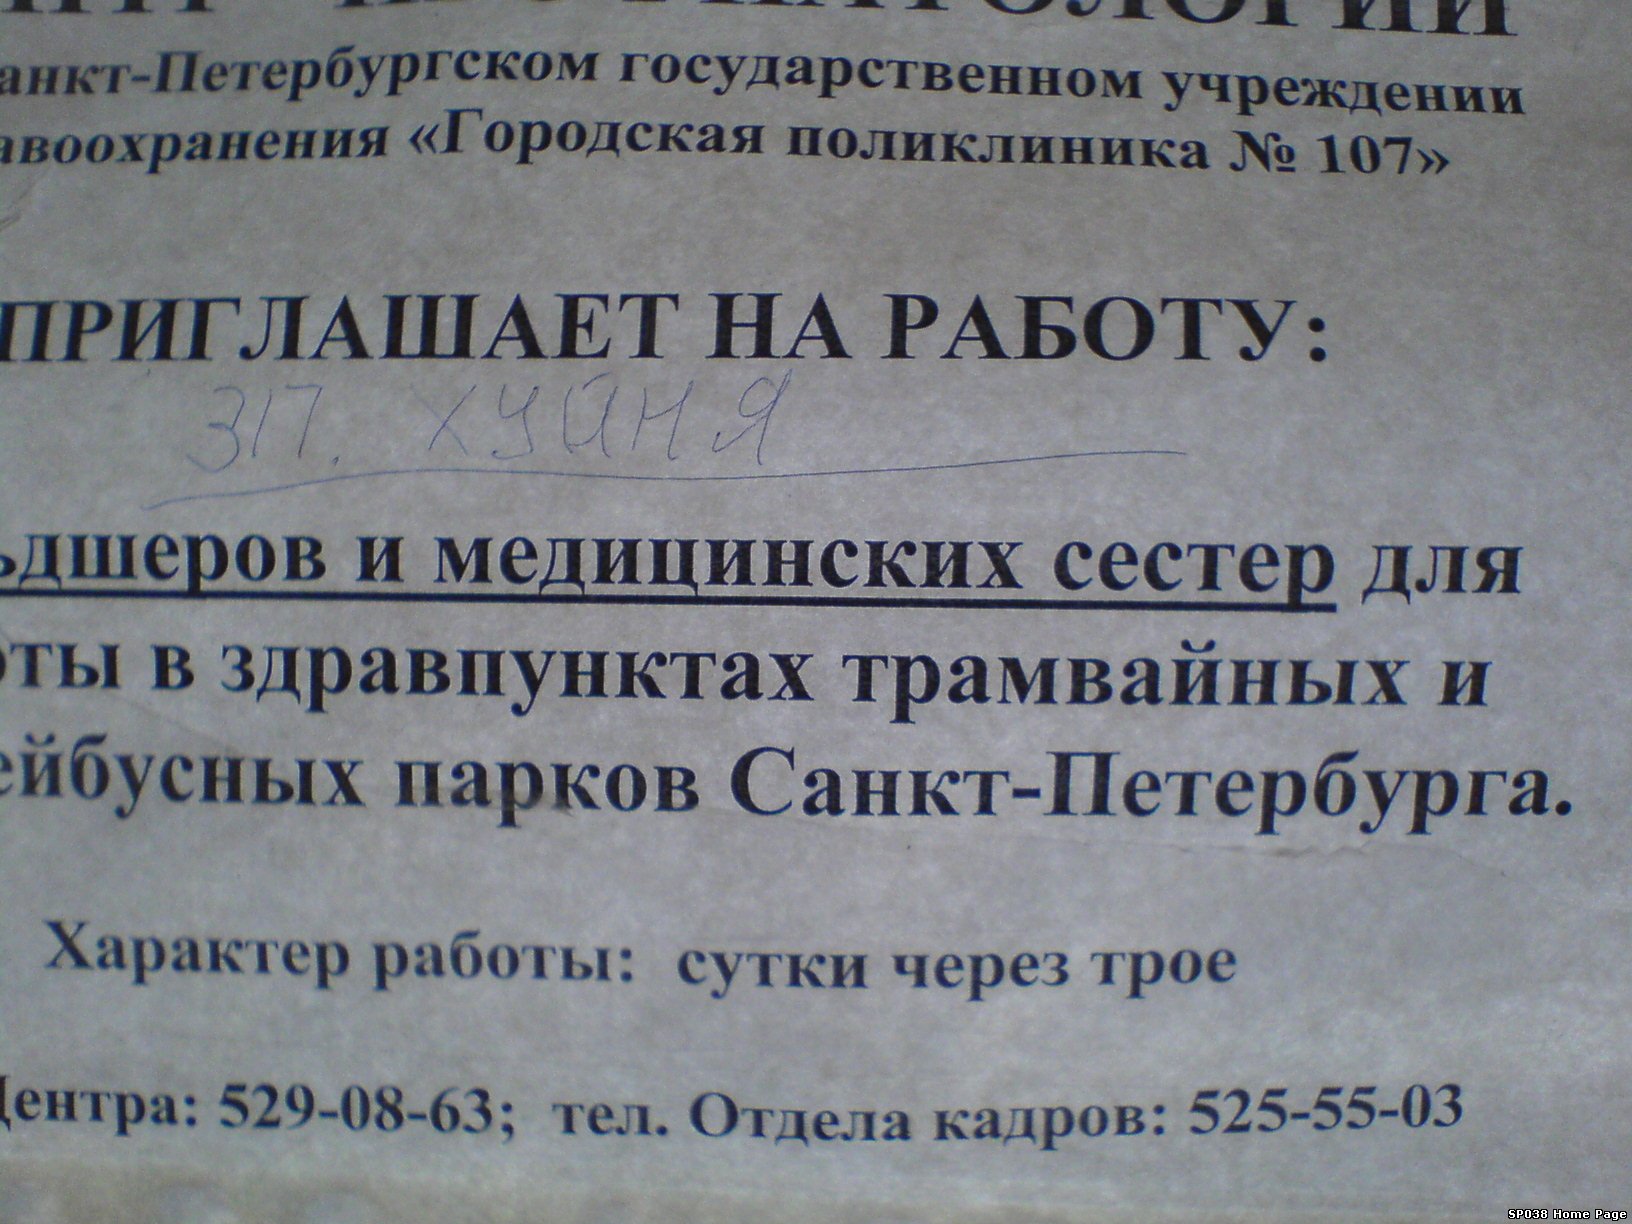 анкт-Петербургском государственном учреждении
авоохранения «Городская поликлиника № 107»
ПРИГЛАШАЕТ НА РАБОТУ:
ЗП. ХУЙНЯ
ьдшеров и медицинских сестер для
оты в здравпунктах трамвайных и
ейбусных парков Санкт-Петербурга.
Характер работы: сутки через трое
Центра: 529-08-63; тел. Отдела кадров: 525-55-03
SP038 Home Page